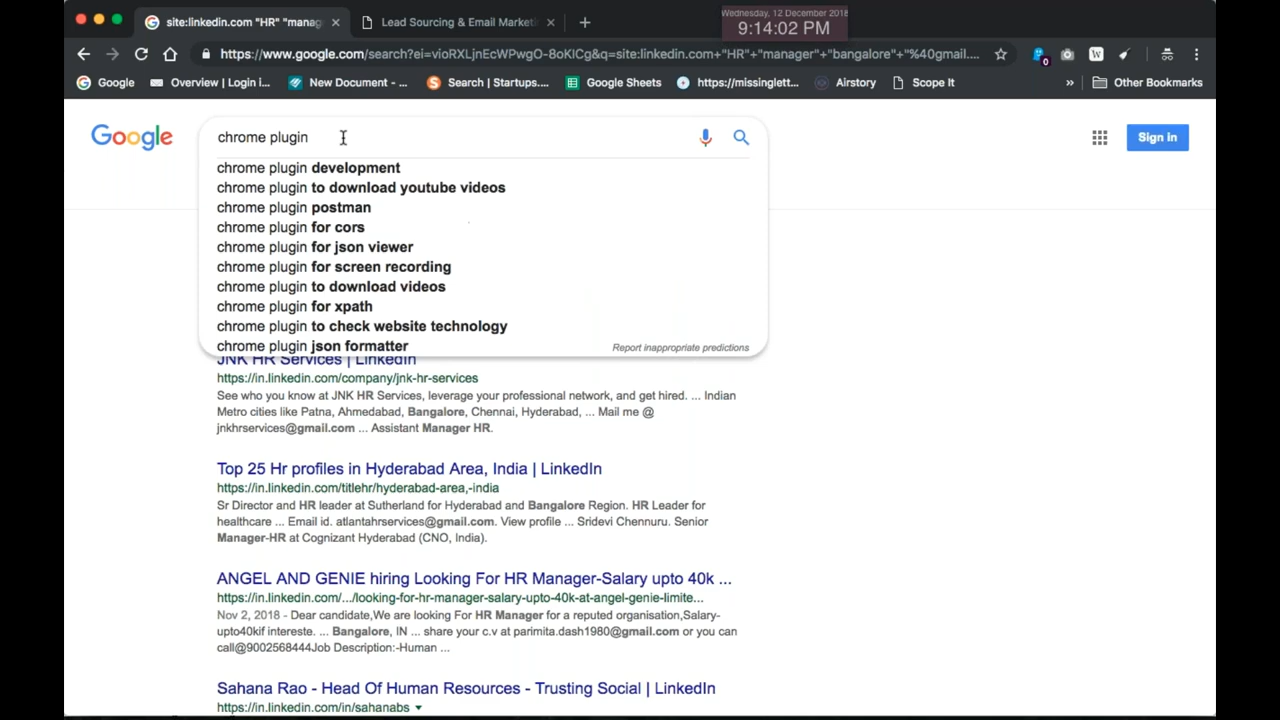 site:linkedin.com "HR" "manag
Lead Sourcing & Email Marketi
Wednesday, 12 December 2018
9:14:02 PM
https://www.google.com/search?ei=vioRXLjnEcWPwgO-8oKICg&q=site:linkedin.com+"HR"+"manager"+"bangalore"+"%40gmail....
0
Google
Overview | Login i...
New Document - ...
Search | Startups....
Google Sheets
https://missinglett...
Airstory
Scope It
»
Other Bookmarks
Google
chrome plugin
Sign in
chrome plugin development
chrome plugin to download youtube videos
chrome plugin postman
chrome plugin for cors
chrome plugin for json viewer
chrome plugin for screen recording
chrome plugin to download videos
chrome plugin for xpath
chrome plugin to check website technology
chrome plugin json formatter
Report inappropriate predictions
JNK HR Services | LinkedIn
https://in.linkedin.com/company/jnk-hr-services
See who you know at JNK HR Services, leverage your professional network, and get hired. ... Indian
Metro cities like Patna, Ahmedabad, Bangalore, Chennai, Hyderabad, ... Mail me @
jnkhrservices@gmail.com ... Assistant Manager HR.
Top 25 Hr profiles in Hyderabad Area, India | LinkedIn
https://in.linkedin.com/titlehr/hyderabad-area,-india
Sr Director and HR leader at Sutherland for Hyderabad and Bangalore Region. HR Leader for
healthcare ... Email id. atlantahrservices@gmail.com. View profile ... Sridevi Chennuru. Senior
Manager-HR at Cognizant Hyderabad (CNO, India).
ANGEL AND GENIE hiring Looking For HR Manager-Salary upto 40k ...
https://in.linkedin.com/.../looking-for-hr-manager-salary-upto-40k-at-angel-genie-limite...
Nov 2, 2018 - Dear candidate,We are looking For HR Manager for a reputed organisation,Salary-
upto40kif intereste. ... Bangalore, IN ... share your c.v at parimita.dash1980@gmail.com or you can
call@9002568444Job Description:-Human ...
Sahana Rao - Head Of Human Resources - Trusting Social | LinkedIn
https://in.linkedin.com/in/sahanabs